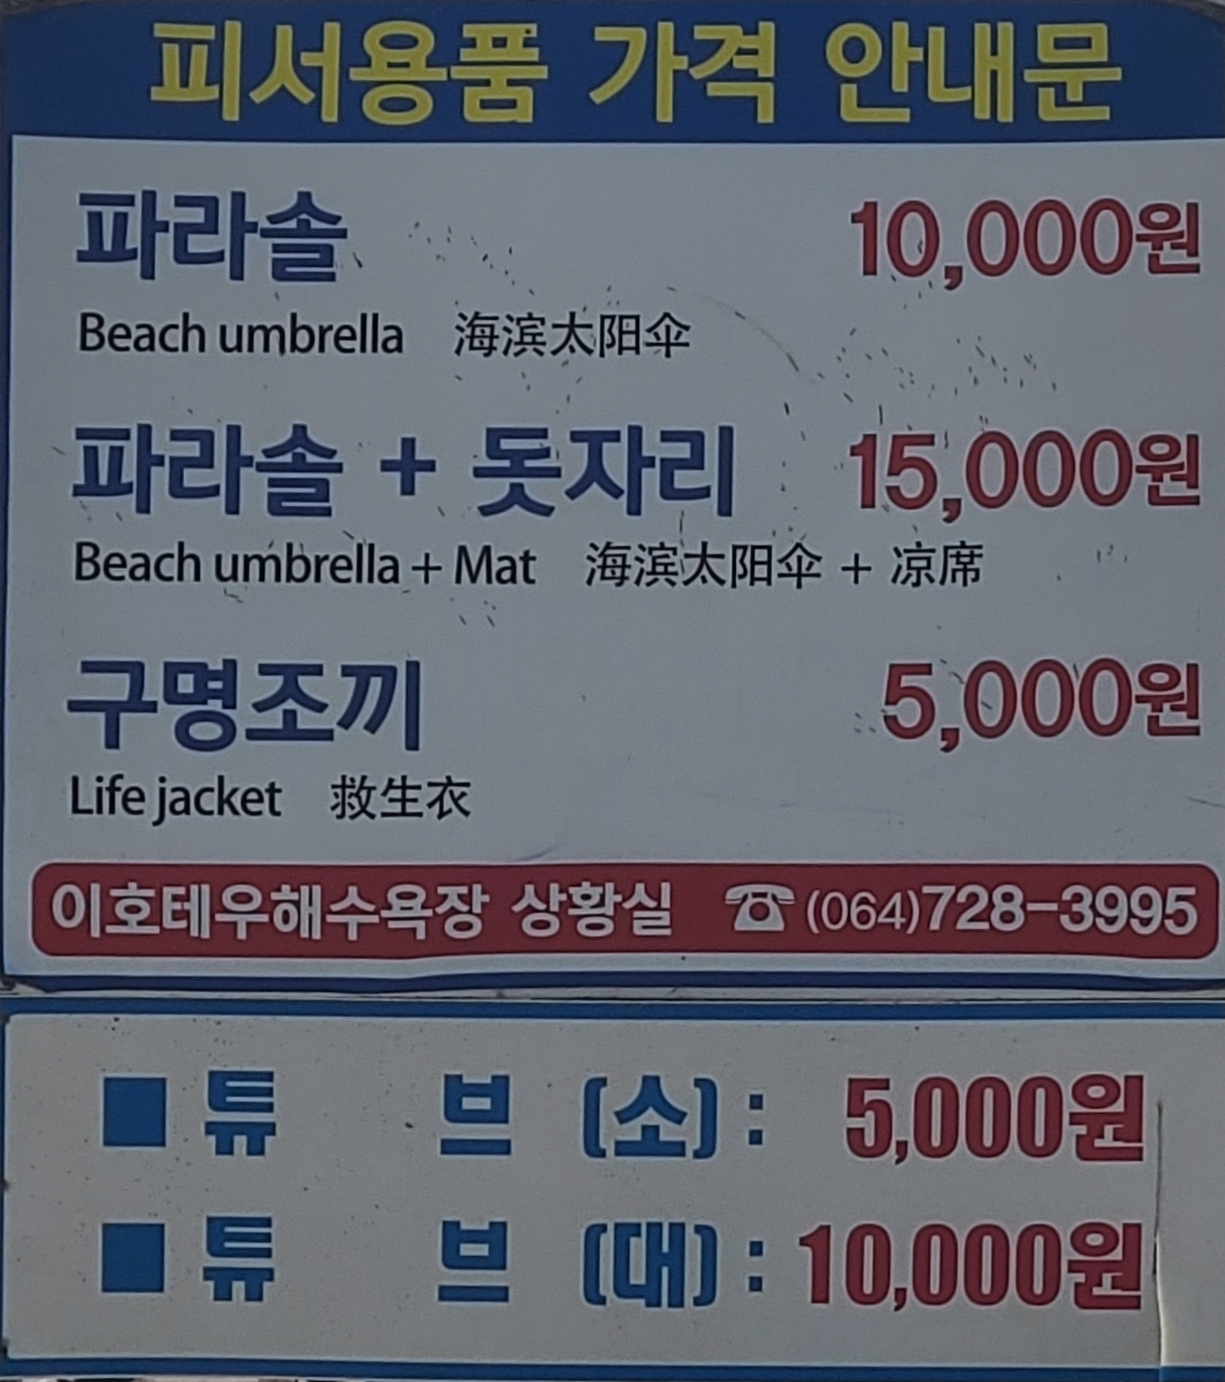 피서용품 가격 안내문
파라솔 10,000원
Beach umbrella 海滨太阳伞
파라솔 + 돗자리 15,000원
Beach umbrella + Mat 海滨太阳伞 + 凉席
구명조끼 5,000원
Life jacket 救生衣
이호테우해수욕장 상황실 ☎(064)728-3995
■ 튜 브 (소) : 5,000원
■ 튜 브 (대) : 10,000원